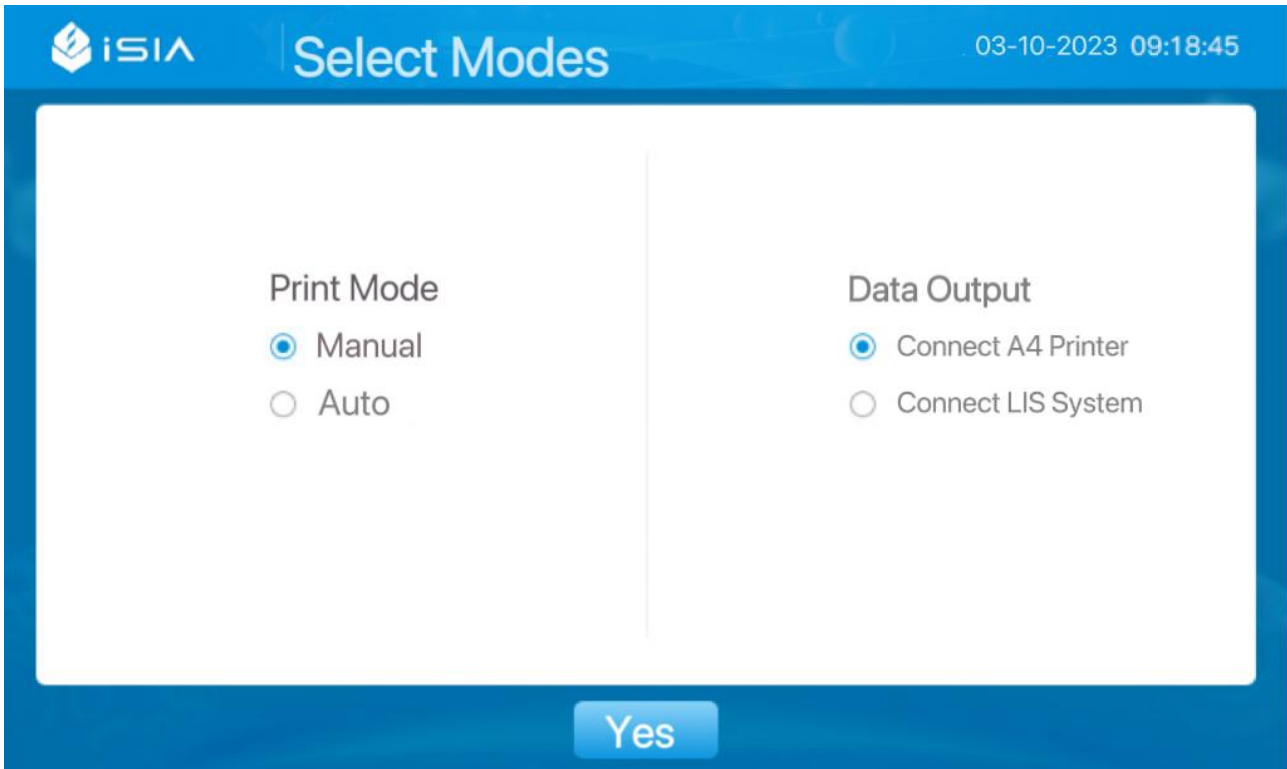 iSIA
Select Modes
03-10-2023 09:18:45
Print Mode
Manual
Auto
Data Output
Connect A4 Printer
Connect LIS System
Yes